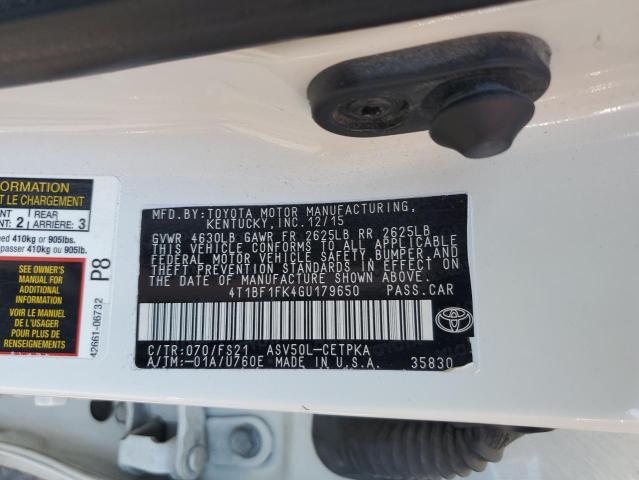 ORMATION
LE CHARGEMENT
NT 2 REAR
ANT ARRIÈRE: 3
ed 410kg or 905lbs.
passer 410kg ou 905lb.
SEE OWNER'S
MANUAL FOR
ADDITIONAL
INFORMATION
VOIR LE MANUEL
DE L'USAGER
POUR PLUS DE
P8
42661-06732
MFD.BY:TOYOTA MOTOR MANUFACTURING,
KENTUCKY, INC. 12/15
GVWR 4630LB GAWR FR 2625LB RR 2625LB
THIS VEHICLE CONFORMS TO ALL APPLICABLE
FEDERAL MOTOR VEHICLE SAFETY, BUMPER, AND
THEFT PREVENTION STANDARDS IN EFFECT ON
THE DATE OF MANUFACTURE SHOWN ABOVE.
4T1BF1FK4GU179650 PASS.CAR
C/TR:070/FS21 ASV50L-CETPKA
A/TM:-01A/U760E MADE IN U.S.A. 35830
TOYOTA